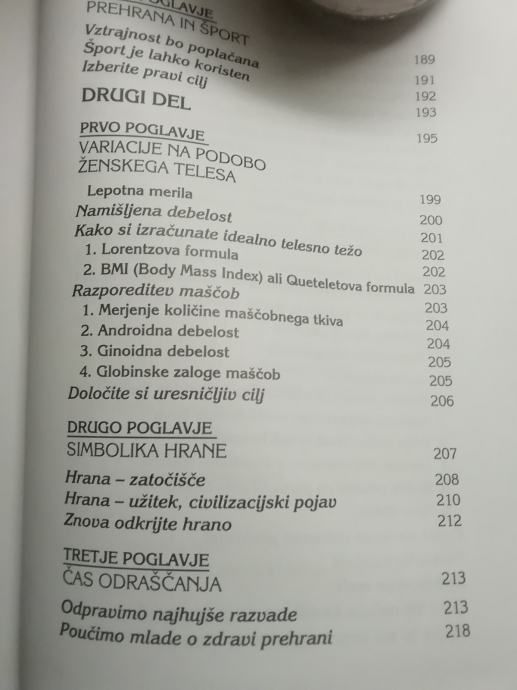 POGLAVJE
PREHRANA IN ŠPORT 189
Vztrajnost bo poplačana 191
Šport je lahko koristen 192
Izberite pravi cilj 193
DRUGI DEL 195
PRVO POGLAVJE
VARIACIJE NA PODOBO
ŽENSKEGA TELESA 199
Lepotna merila 200
Namišljena debelost 201
Kako si izračunate idealno telesno težo 202
1. Lorentzova formula 202
2. BMI (Body Mass Index) ali Queteletova formula 203
Razporeditev maščob 203
1. Merjenje količine maščobnega tkiva 204
2. Androidna debelost 204
3. Ginoidna debelost 205
4. Globinske zaloge maščob 205
Določite si uresničljiv cilj 206
DRUGO POGLAVJE
SIMBOLIKA HRANE 207
Hrana – zatočišče 208
Hrana – užitek, civilizacijski pojav 210
Znova odkrijte hrano 212
TRETJE POGLAVJE
ČAS ODRAŠČANJA 213
Odpravimo najhujše razvade 213
Poučimo mlade o zdravi prehrani 218